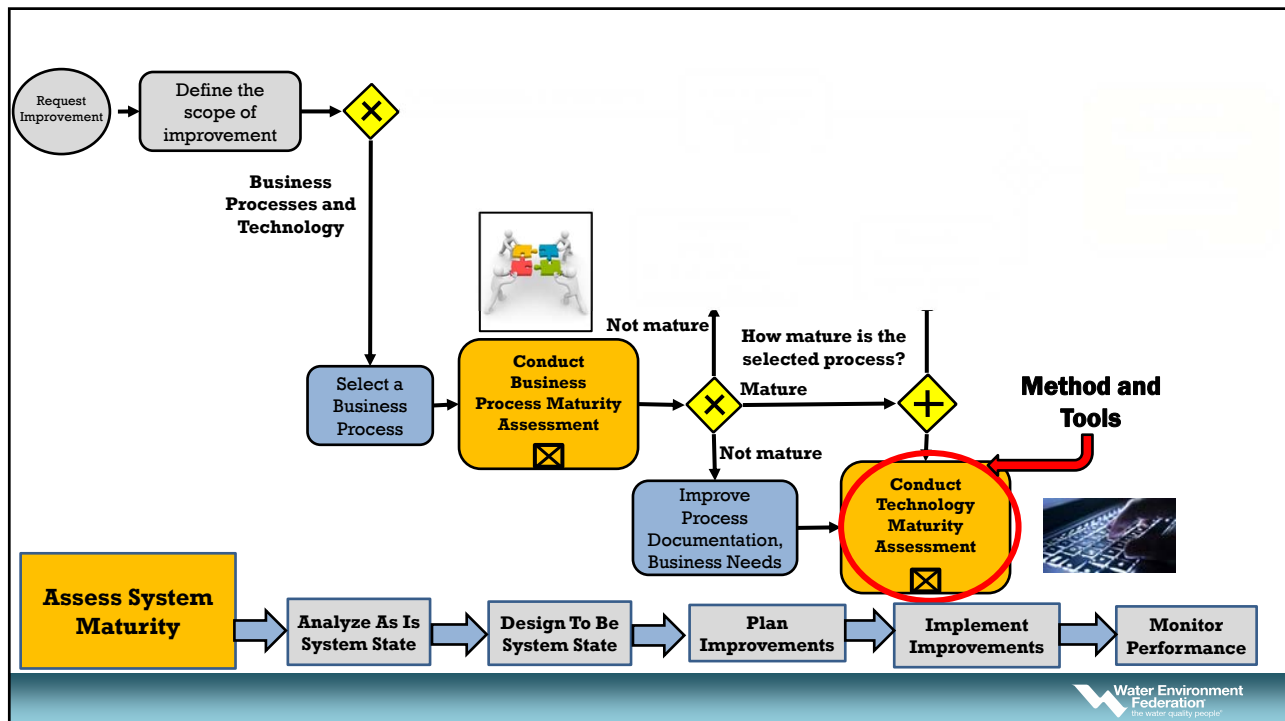 Request
Improvement
Define the
scope of
improvement
Business
Processes and
Technology
Not mature
How mature is the
selected process?
Select a
Business
Process
Conduct
Business
Process Maturity
Assessment
Mature
Method and
Tools
Not mature
Improve
Process
Documentation,
Business Needs
Conduct
Technology
Maturity
Assessment
Assess System
Maturity
Analyze As Is
System State
Design To Be
System State
Plan
Improvements
Implement
Improvements
Monitor
Performance
Water Environment
Federation
the water quality people®